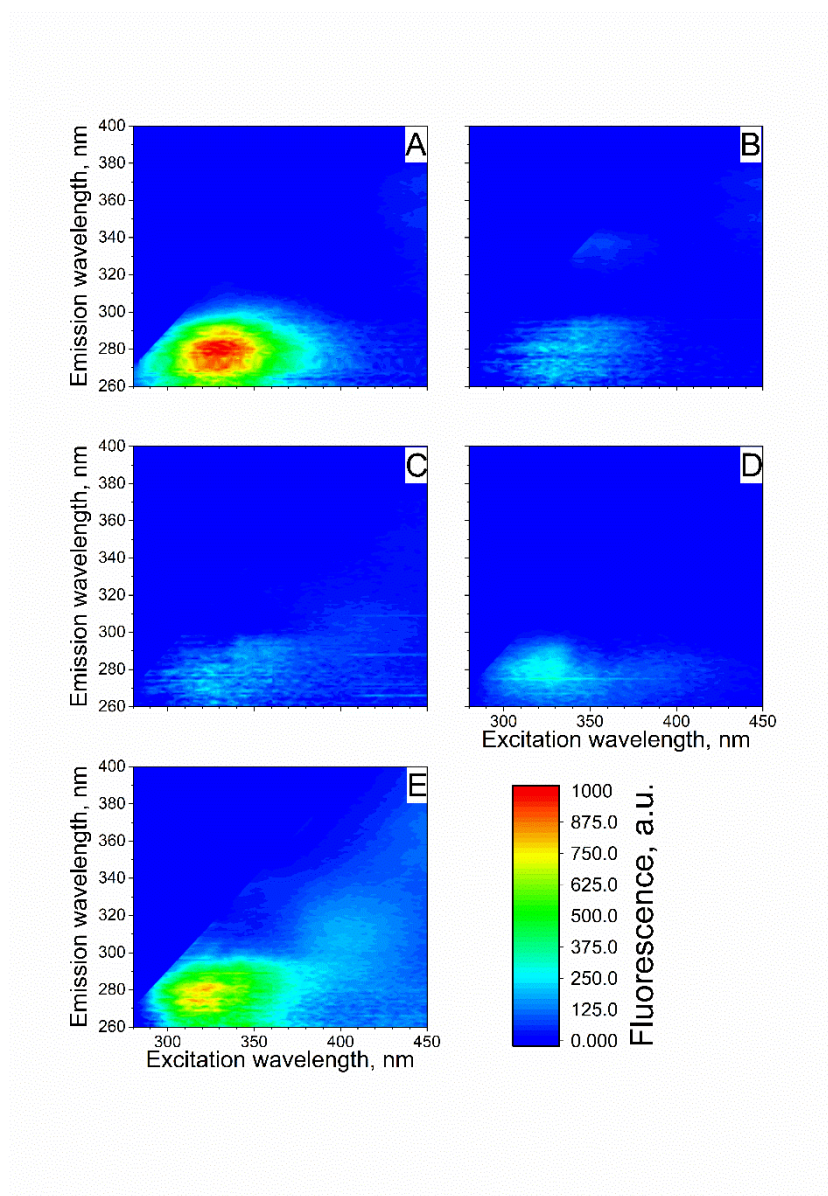 A
B
Emission wavelength, nm
400
380
360
340
320
300
280
260
C
D
Emission wavelength, nm
400
380
360
340
320
300
280
260
300 350 400 450
Excitation wavelength, nm
E
Emission wavelength, nm
400
380
360
340
320
300
280
260
300 350 400 450
Excitation wavelength, nm
1000
875.0
750.0
625.0
500.0
375.0
250.0
125.0
0.000
Fluorescence, a.u.